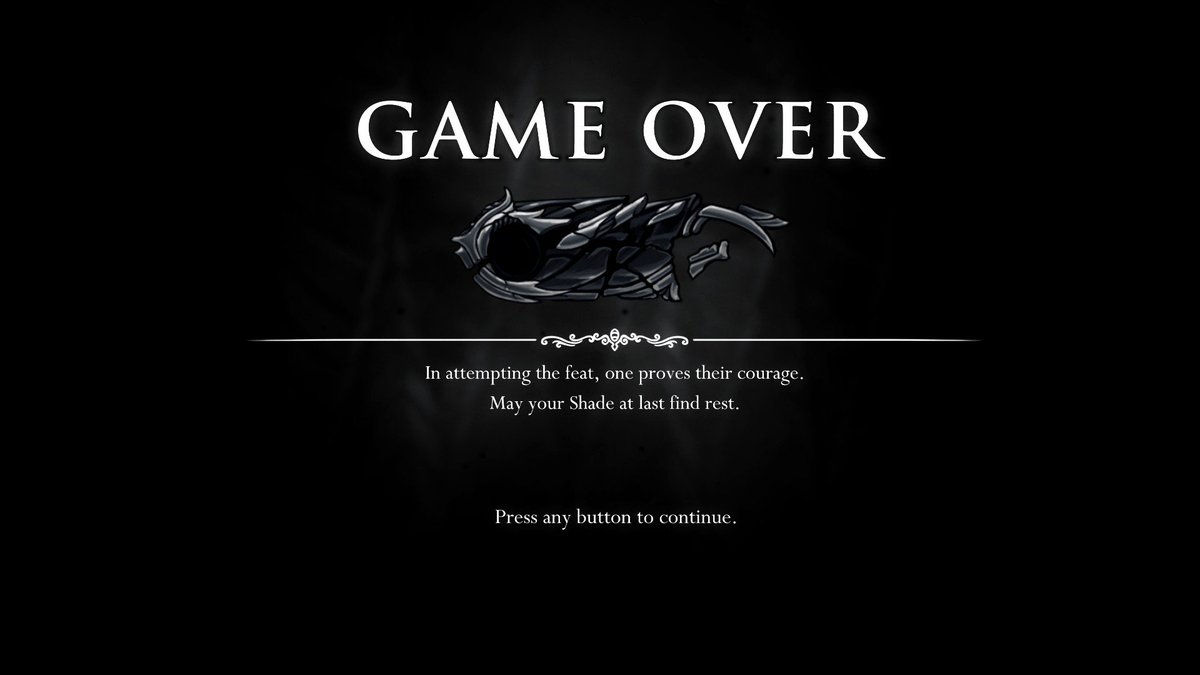 GAME OVER
In attempting the feat, one proves their courage.
May your Shade at last find rest.
Press any button to continue.